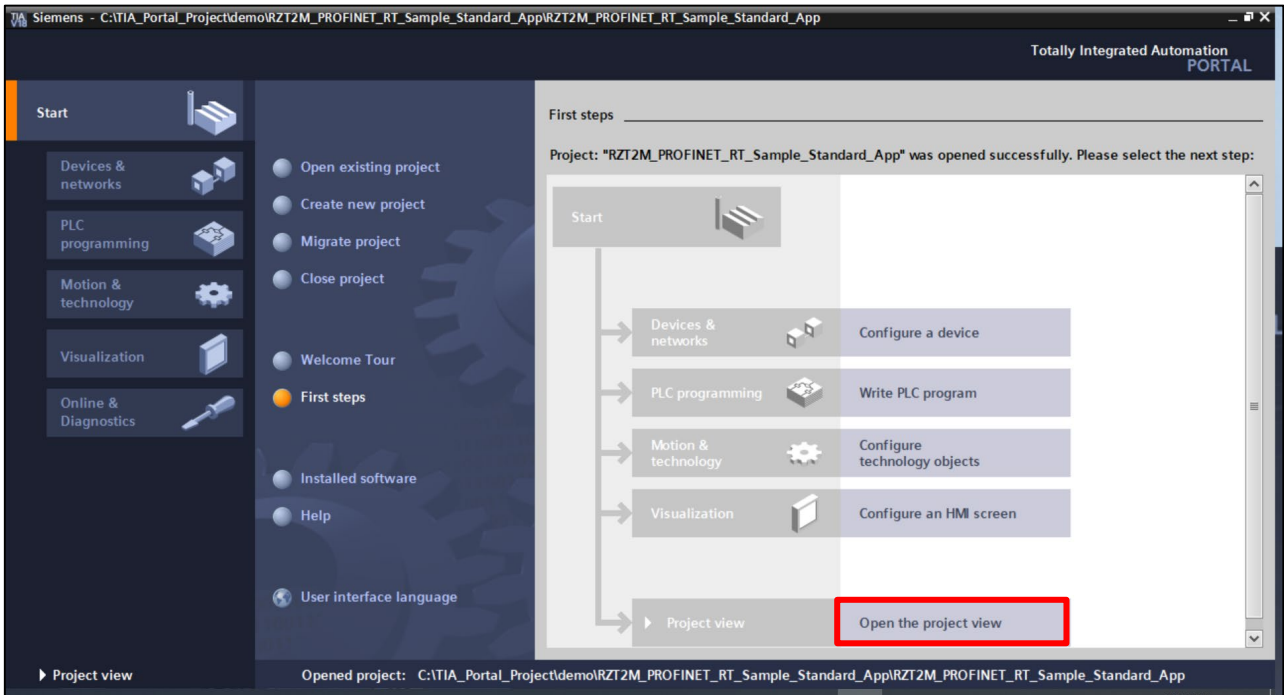 TIA V18 Siemens - C:\TIA_Portal_Project\demo\RZT2M_PROFINET_RT_Sample_Standard_App\RZT2M_PROFINET_RT_Sample_Standard_App
Totally Integrated Automation
PORTAL
Start
Devices &
networks
PLC
programming
Motion &
technology
Visualization
Online &
Diagnostics
Open existing project
Create new project
Migrate project
Close project
Welcome Tour
First steps
Installed software
Help
User interface language
First steps
Project: "RZT2M_PROFINET_RT_Sample_Standard_App" was opened successfully. Please select the next step:
Start
Devices &
networks
Configure a device
PLC programming
Write PLC program
Motion &
technology
Configure
technology objects
Visualization
Configure an HMI screen
Project view
Open the project view
Project view
Opened project: C:\TIA_Portal_Project\demo\RZT2M_PROFINET_RT_Sample_Standard_App\RZT2M_PROFINET_RT_Sample_Standard_App